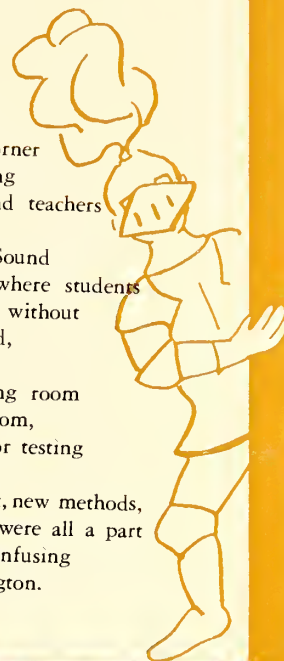 rner
ng
nd teachers
Sound
where students
without
d,
ng room
om,
or testing
, new methods,
were all a part
nfusing
gton.